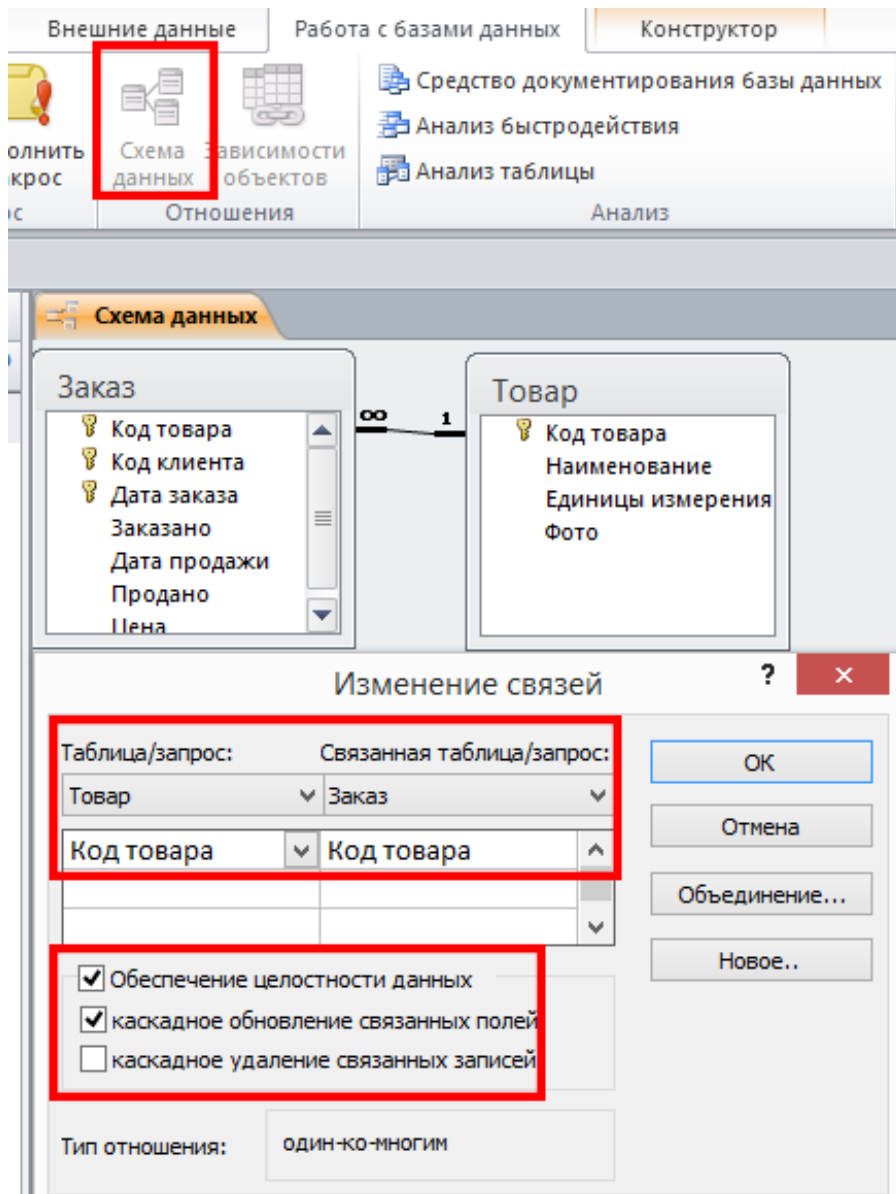 Внешние данные Работа с базами данных Конструктор
Средство документирования базы данных
Анализ быстродействия
олнить Схема зависимости
крос данных объектов Анализ таблицы
ос Отношения Анализ
Схема данных
Заказ Товар
∞ 1
Код товара Код товара
Код клиента Наименование
Дата заказа Единицы измерения
Заказано Фото
Дата продажи
Продано
Цена
Изменение связей ?
Таблица/запрос: Связанная таблица/запрос:
ОК
Товар Заказ
Отмена
Код товара Код товара
Объединение...
Новое..
Обеспечение целостности данных
каскадное обновление связанных полей
каскадное удаление связанных записей
Тип отношения: один-ко-многим